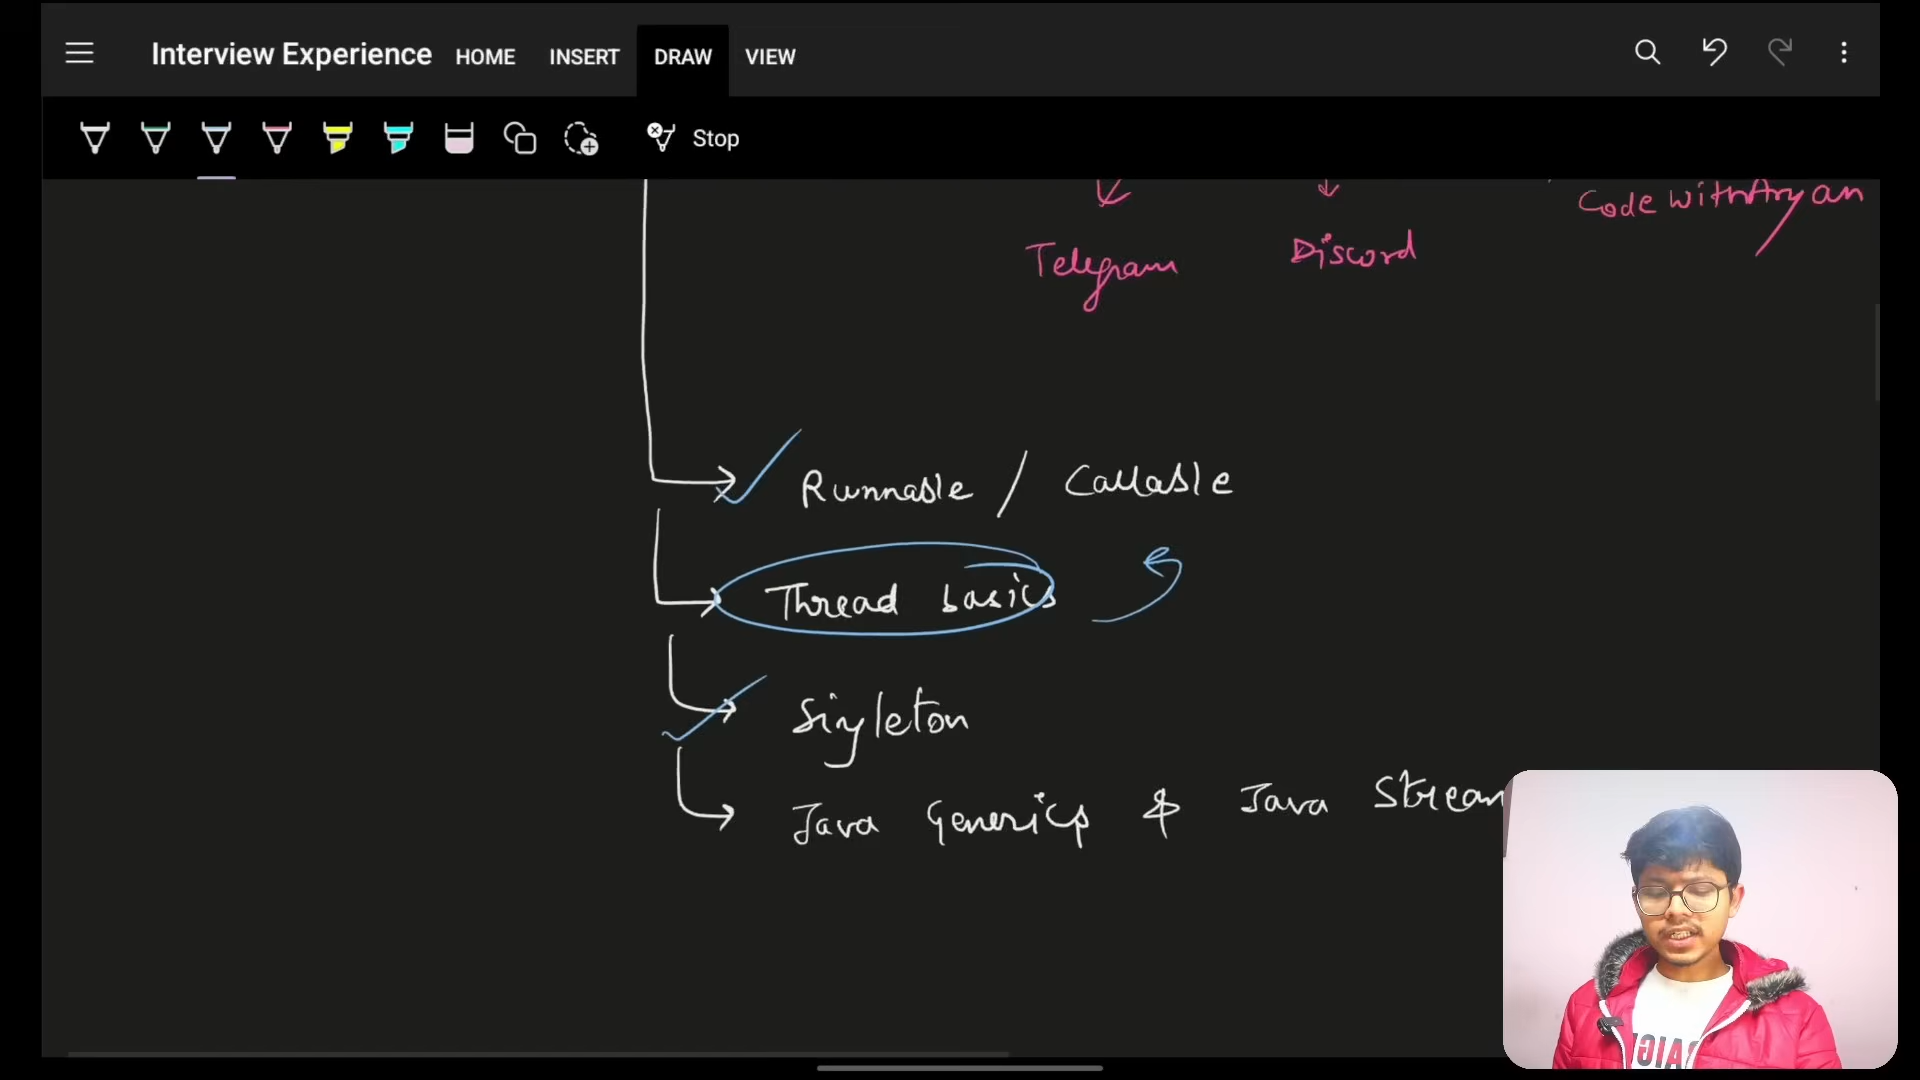 Interview Experience HOME INSERT DRAW VIEW
Stop
Code withAryan
Telegram Discord
Runnable / Callable
Thread basics
Singleton
Java Generics & Java Stream